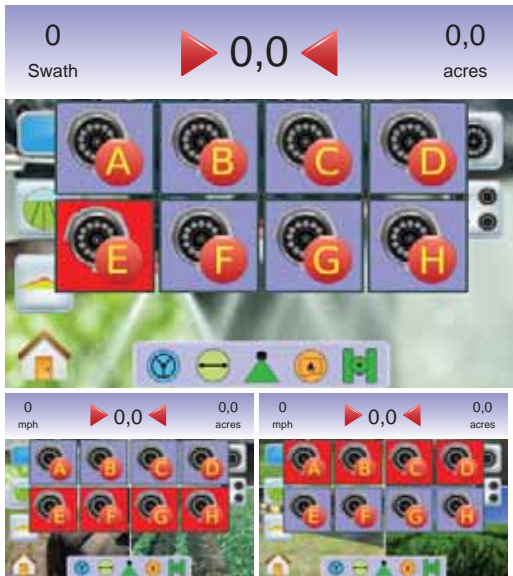 0 0,0 0,0
Swath acres
A B C D
E F G H
0 0,0 0,0
mph acres
A B C D
E F G H
0 0,0 0,0
mph acres
A B C D
E F G H